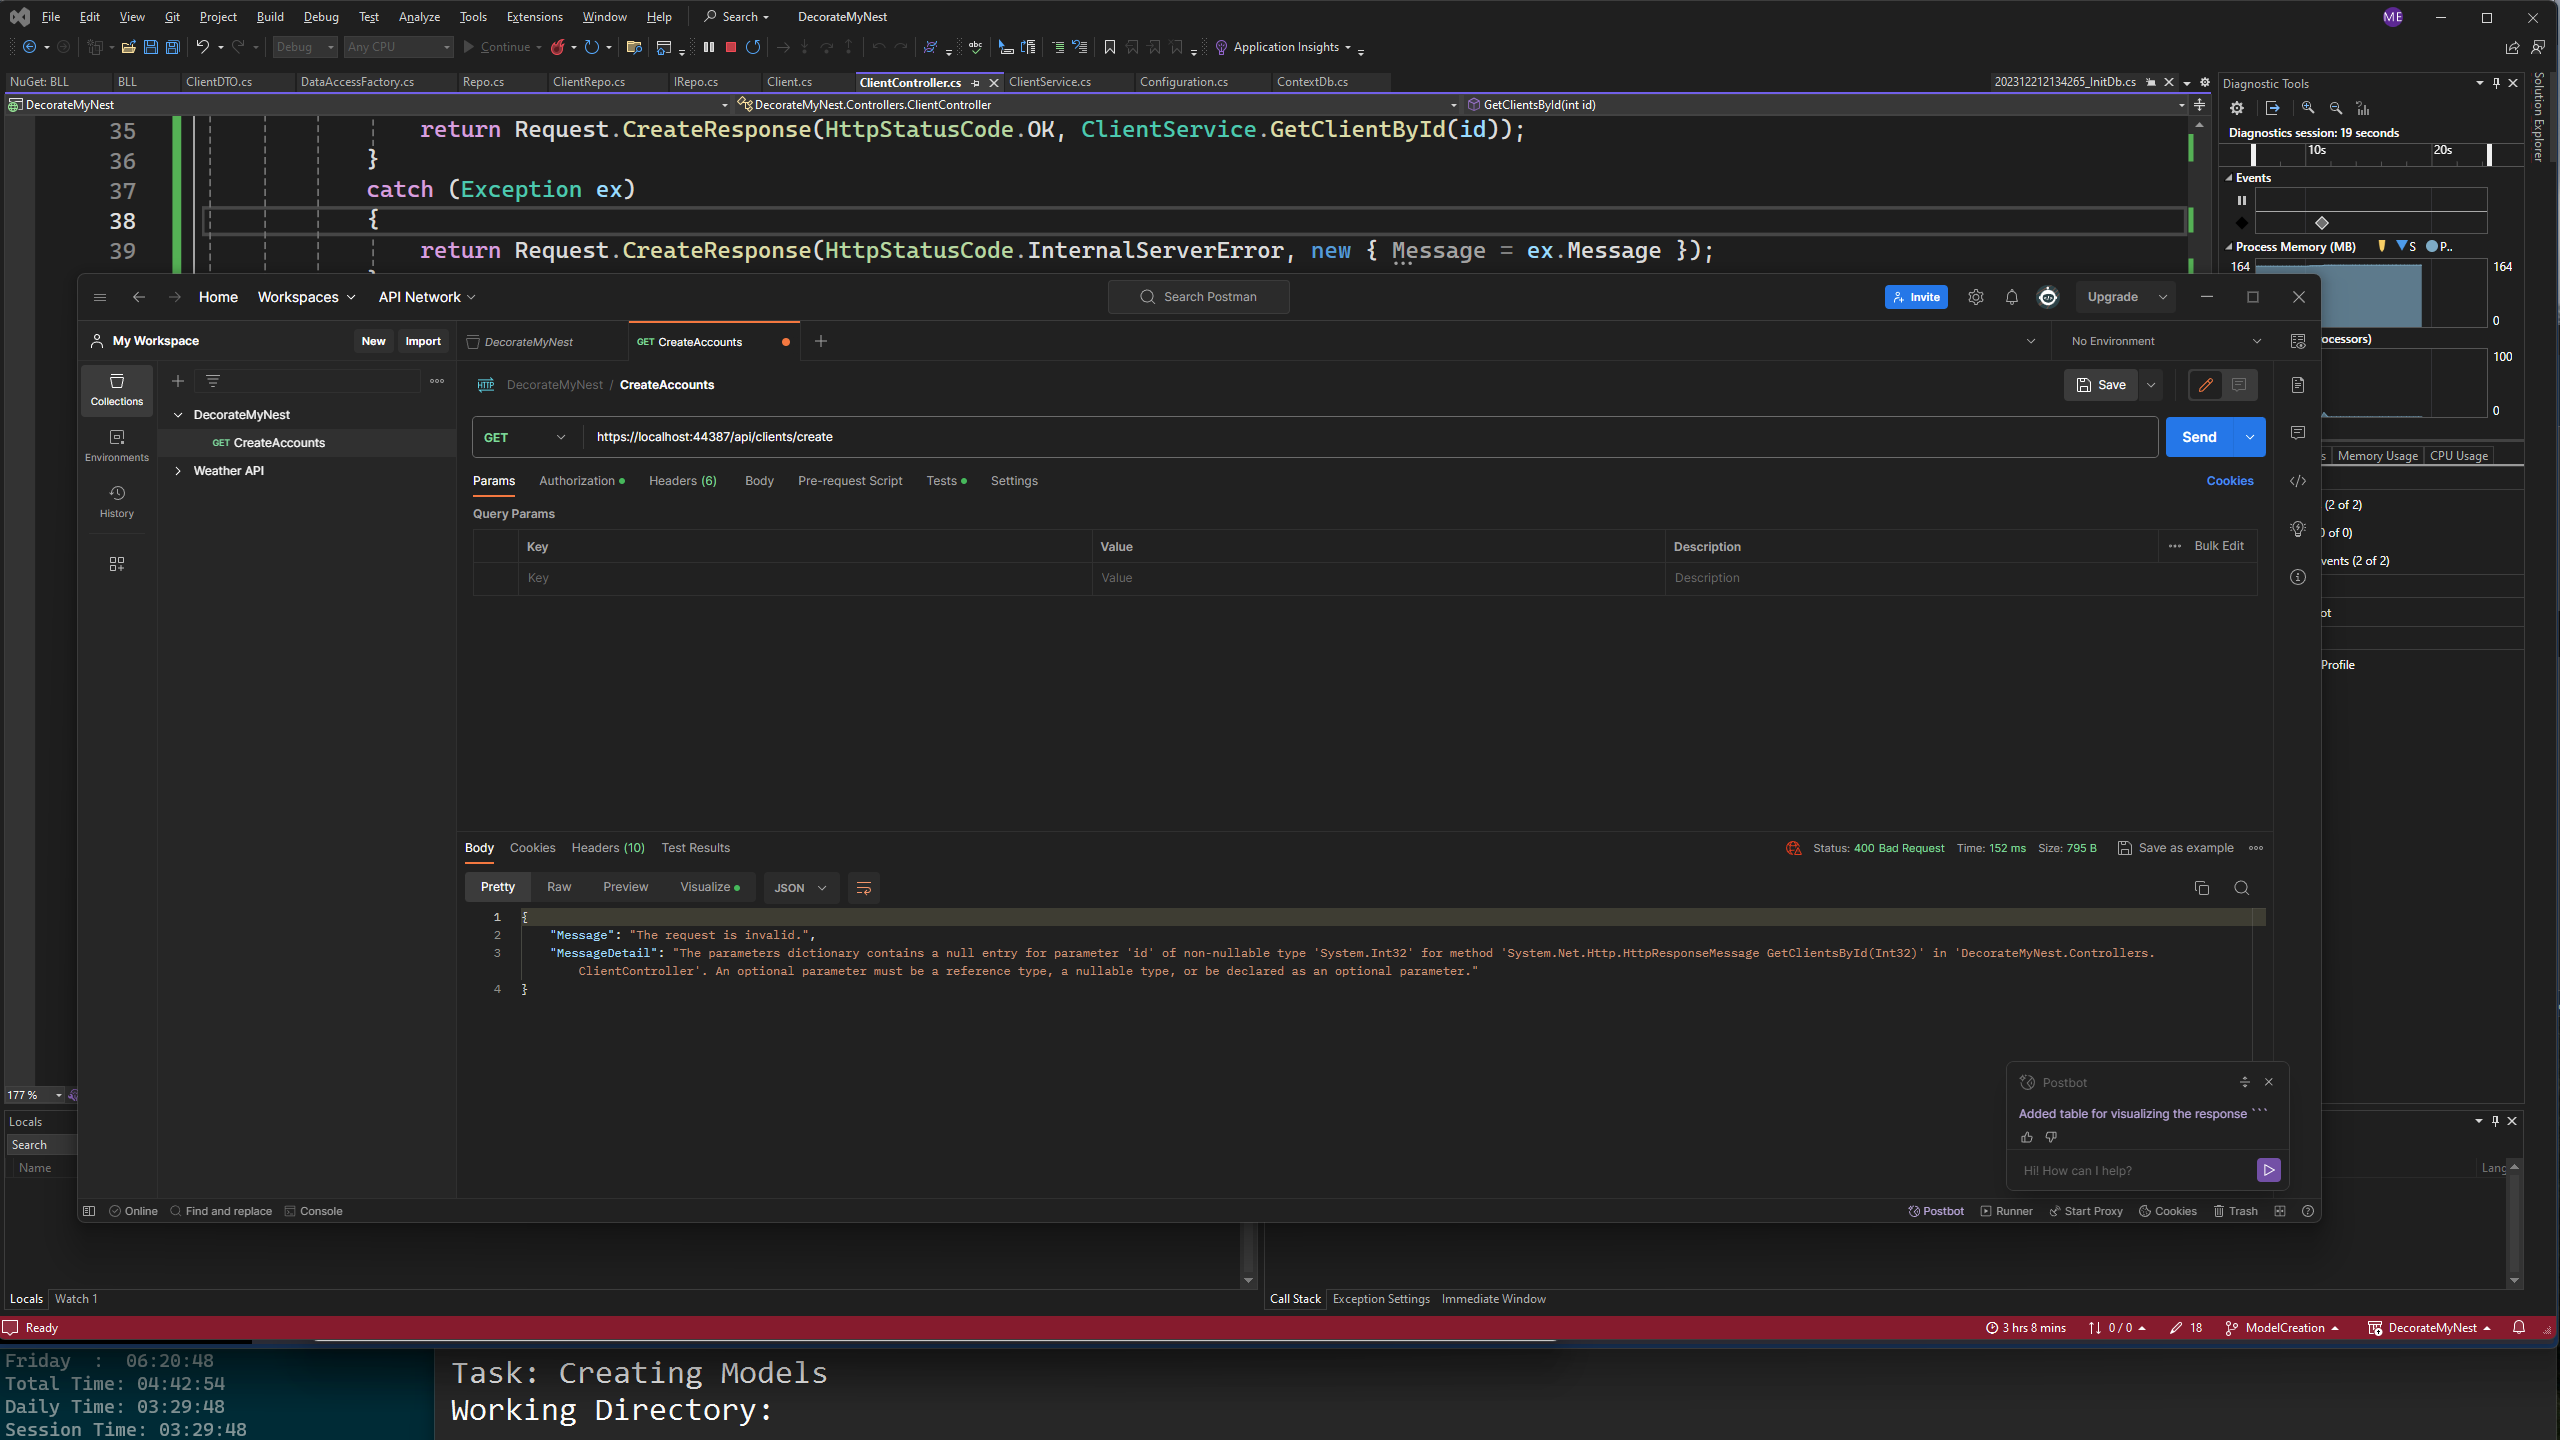 File Edit View Git Project Build Debug Test Analyze Tools Extensions Window Help Search DecorateMyNest ME
Debug Any CPU Continue Application Insights
NuGet: BLL BLL ClientDTO.cs DataAccessFactory.cs Repo.cs ClientRepo.cs IRepo.cs Client.cs ClientController.cs ClientService.cs Configuration.cs ContextDb.cs 202312212134265_InitDb.cs Diagnostic Tools
DecorateMyNest DecorateMyNest.Controllers.ClientController GetClientsById(int id)
Solution Explorer
Diagnostics session: 19 seconds
10s 20s
Events
Process Memory (MB) S P..
164 164
0
ocessors)
100
0
s Memory Usage CPU Usage
(2 of 2)
0 of 0)
vents (2 of 2)
ot
Profile
35 return Request.CreateResponse(HttpStatusCode.OK, ClientService.GetClientById(id));
36 }
37 catch (Exception ex)
38 {
39 return Request.CreateResponse(HttpStatusCode.InternalServerError, new { Message = ex.Message });
Home Workspaces API Network Search Postman Invite Upgrade
My Workspace New Import DecorateMyNest GET CreateAccounts No Environment
Collections
Environments
History
DecorateMyNest
GET CreateAccounts
Weather API
HTTP DecorateMyNest / CreateAccounts Save
GET https://localhost:44387/api/clients/create Send
Params Authorization Headers (6) Body Pre-request Script Tests Settings Cookies
Query Params
Key Value Description Bulk Edit
Key Value Description
Body Cookies Headers (10) Test Results Status: 400 Bad Request Time: 152 ms Size: 795 B Save as example
Pretty Raw Preview Visualize JSON
1 {
2 "Message": "The request is invalid.",
3 "MessageDetail": "The parameters dictionary contains a null entry for parameter 'id' of non-nullable type 'System.Int32' for method 'System.Net.Http.HttpResponseMessage GetClientsById(Int32)' in 'DecorateMyNest.Controllers.
ClientController'. An optional parameter must be a reference type, a nullable type, or be declared as an optional parameter."
4 }
Postbot
Added table for visualizing the response ```
Hi! How can I help?
Online Find and replace Console Postbot Runner Start Proxy Cookies Trash
177 %
Locals
Search
Name
Lang
Locals Watch 1 Call Stack Exception Settings Immediate Window
Ready 3 hrs 8 mins 0 / 0 18 ModelCreation DecorateMyNest
Friday : 06:20:48
Total Time: 04:42:54
Daily Time: 03:29:48
Session Time: 03:29:48
Task: Creating Models
Working Directory: